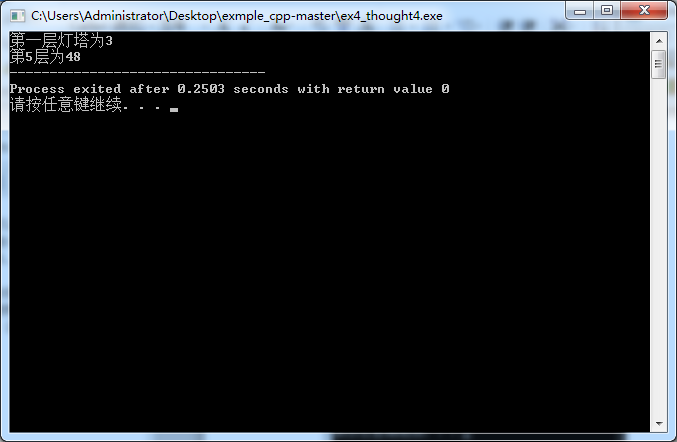 C:\Users\Administrator\Desktop\exmple_cpp-master\ex4_thought4.exe
第一层灯塔为3
第5层为48
--------------------------------
Process exited after 0.2503 seconds with return value 0
请按任意键继续. . .